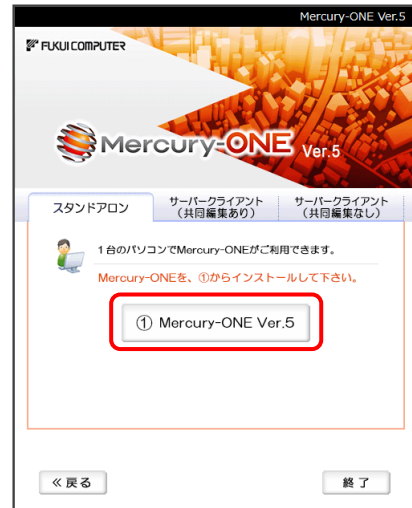 Mercury-ONE Ver.5
FUKUI COMPUTER
Mercury-ONE Ver.5
スタンドアロン
サーバークライアント
（共同編集あり）
サーバークライアント
（共同編集なし）
1台のパソコンでMercury-ONEがご利用できます。
Mercury-ONEを、①からインストールして下さい。
① Mercury-ONE Ver.5
≪戻る
終了